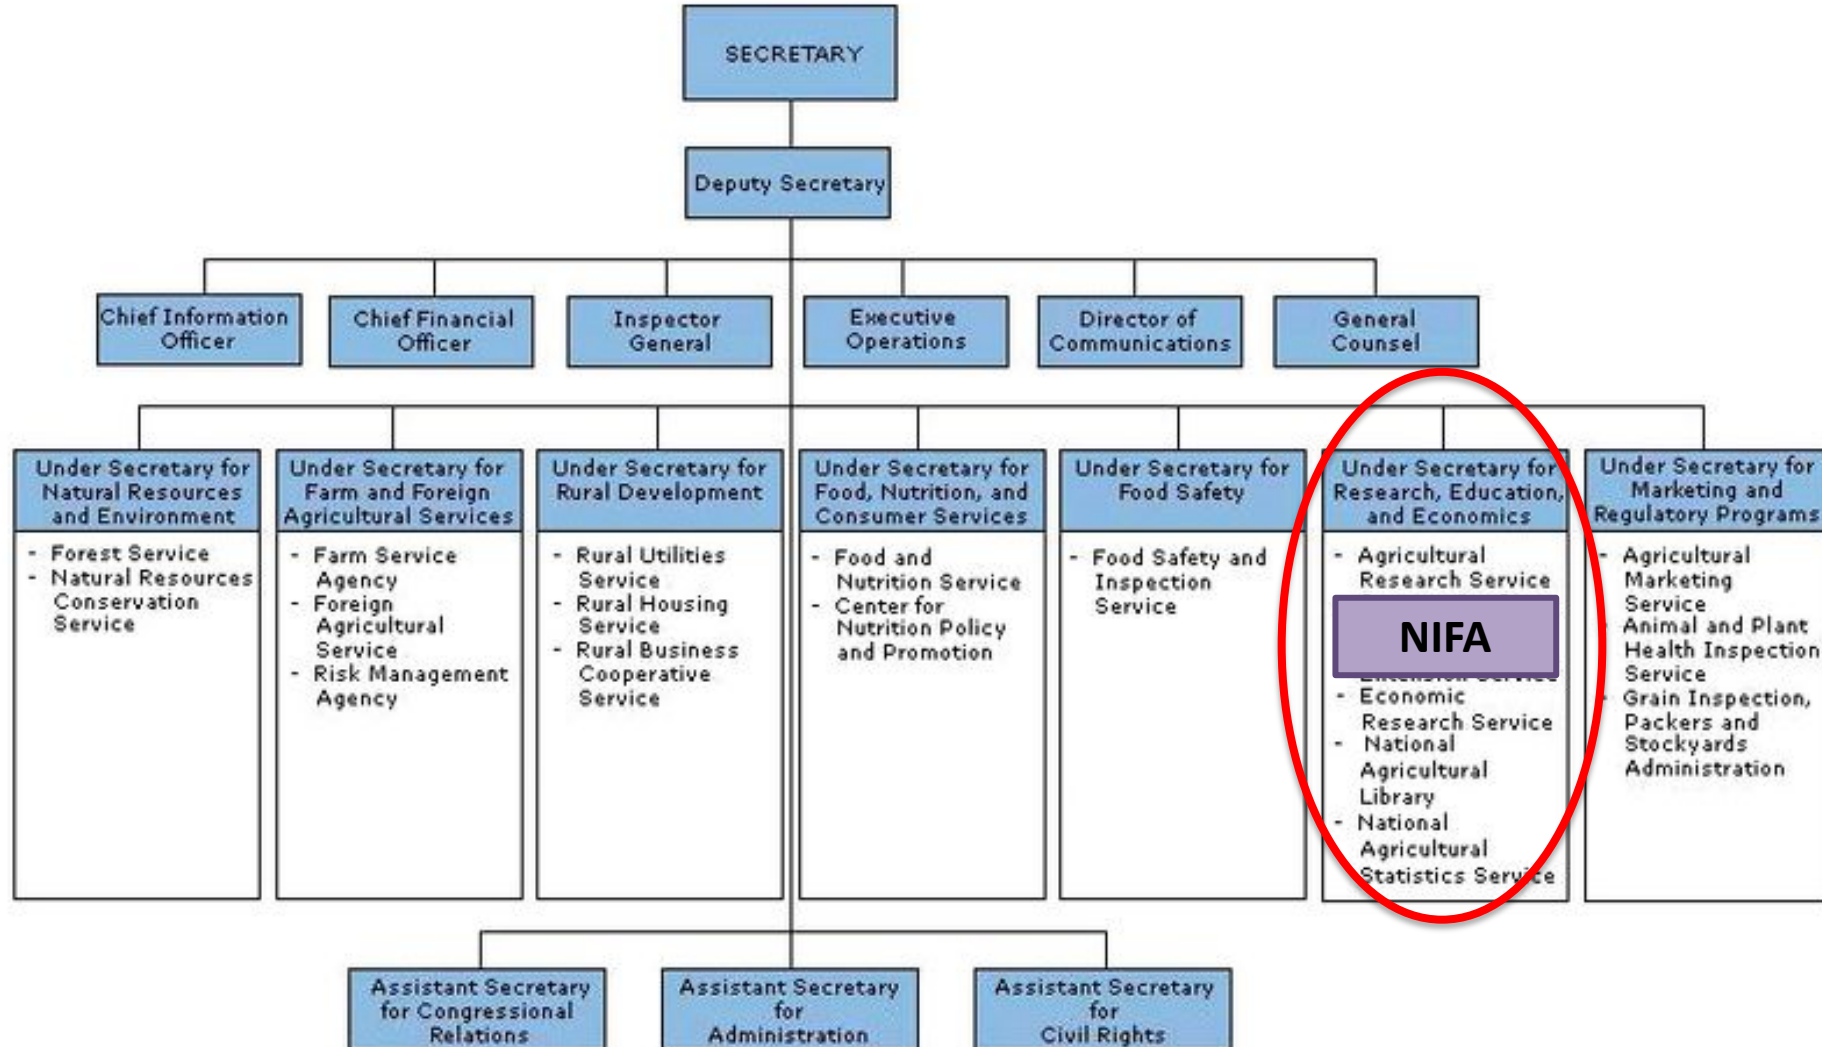 SECRETARY
Deputy Secretary
Chief Information
Officer
Chief Financial
Officer
Inspector
General
Executive
Operations
Director of
Communications
General
Counsel
Under Secretary for
Natural Resources
and Environment
- Forest Service
- Natural Resources
Conservation
Service
Under Secretary for
Farm and Foreign
Agricultural Services
- Farm Service
Agency
- Foreign
Agricultural
Service
- Risk Management
Agency
Under Secretary for
Rural Development
- Rural Utilities
Service
- Rural Housing
Service
- Rural Business
Cooperative
Service
Under Secretary for
Food, Nutrition, and
Consumer Services
- Food and
Nutrition Service
- Center for
Nutrition Policy
and Promotion
Under Secretary for
Food Safety
- Food Safety and
Inspection
Service
Under Secretary for
Research, Education,
and Economics
- Agricultural
Research Service
NIFA
Extension Service
- Economic
Research Service
- National
Agricultural
Library
- National
Agricultural
Statistics Service
Under Secretary for
Marketing and
Regulatory Programs
- Agricultural
Marketing
Service
- Animal and Plant
Health Inspection
Service
- Grain Inspection,
Packers and
Stockyards
Administration
Assistant Secretary
for Congressional
Relations
Assistant Secretary
for
Administration
Assistant Secretary
for
Civil Rights